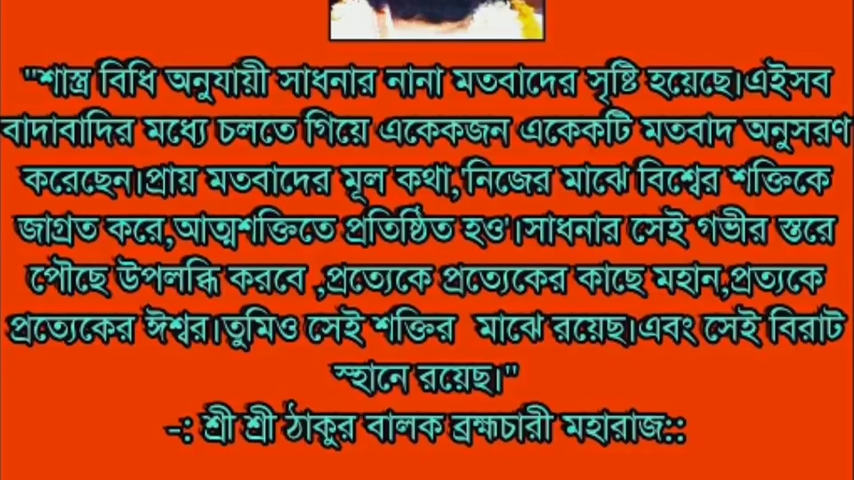 "শাস্ত্র বিধি অনুযায়ী সাধনার নানা মতবাদের সৃষ্টি হয়েছে।এইসব
বাদাবাদির মধ্যে চলতে গিয়ে একেকজন একেকটি মতবাদ অনুসরণ
করেছেন।প্রায় মতবাদের মূল কথা,'নিজের মাঝে বিশ্বের শক্তিকে
জাগ্রত করে,আত্মশক্তিতে প্রতিষ্ঠিত হও'।সাধনার সেই গভীর স্তরে
পৌছে উপলব্ধি করবে ,প্রত্যেকে প্রত্যেকের কাছে মহান,প্রত্যকে
প্রত্যেকের ঈশ্বর।তুমিও সেই শক্তির মাঝে রয়েছ।এবং সেই বিরাট
স্হানে রয়েছ।"
-: শ্রী শ্রী ঠাকুর বালক ব্রহ্মচারী মহারাজ::